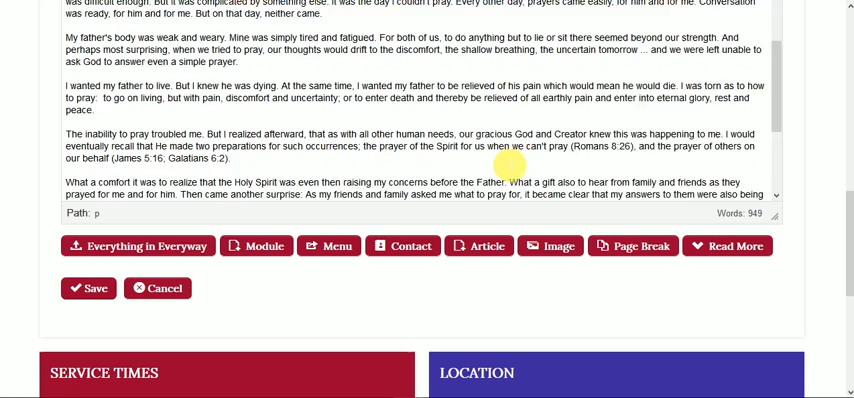 was difficult enough. But it was complicated by something else. It was the day I couldn't pray. Every other day, prayers came easily, for him and for me. Conversation
was ready, for him and for me. But on that day, neither came.
My father's body was weak and weary. Mine was simply tired and fatigued. For both of us, to do anything but to lie or sit there seemed beyond our strength. And
perhaps most surprising, when we tried to pray, our thoughts would drift to the discomfort, the shallow breathing, the uncertain tomorrow ... and we were left unable to
ask God to answer even a simple prayer.
I wanted my father to live. But I knew he was dying. At the same time, I wanted my father to be relieved of his pain which would mean he would die. I was torn as to how
to pray: to go on living, but with pain, discomfort and uncertainty; or to enter death and thereby be relieved of all earthly pain and enter into eternal glory, rest and
peace.
The inability to pray troubled me. But I realized afterward, that as with all other human needs, our gracious God and Creator knew this was happening to me. I would
eventually recall that He made two preparations for such occurrences; the prayer of the Spirit for us when we can't pray (Romans 8:26), and the prayer of others on
our behalf (James 5:16; Galatians 6:2).
What a comfort it was to realize that the Holy Spirit was even then raising my concerns before the Father. What a gift also to hear from family and friends as they
prayed for me and for him. Then came another surprise: As my friends and family asked me what to pray for, it became clear that my answers to them were also being
Path: p Words: 949
Everything in Everyway Module Menu Contact Article Image Page Break Read More
Save Cancel
SERVICE TIMES LOCATION